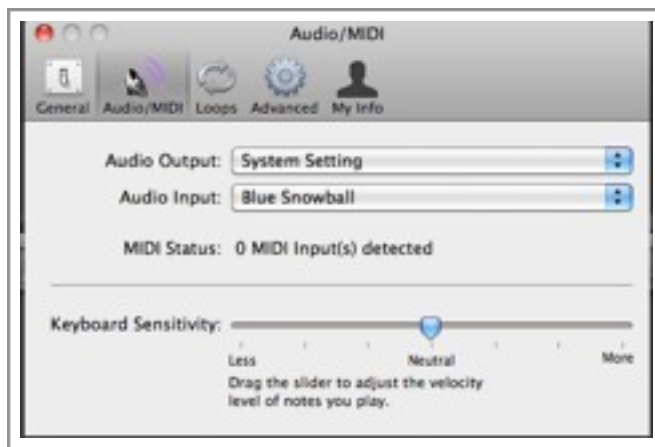 Audio/MIDI
General Audio/MIDI Loops Advanced My Info
Audio Output: System Setting
Audio Input: Blue Snowball
MIDI Status: 0 MIDI Input(s) detected
Keyboard Sensitivity:
Less Neutral More
Drag the slider to adjust the velocity
level of notes you play.